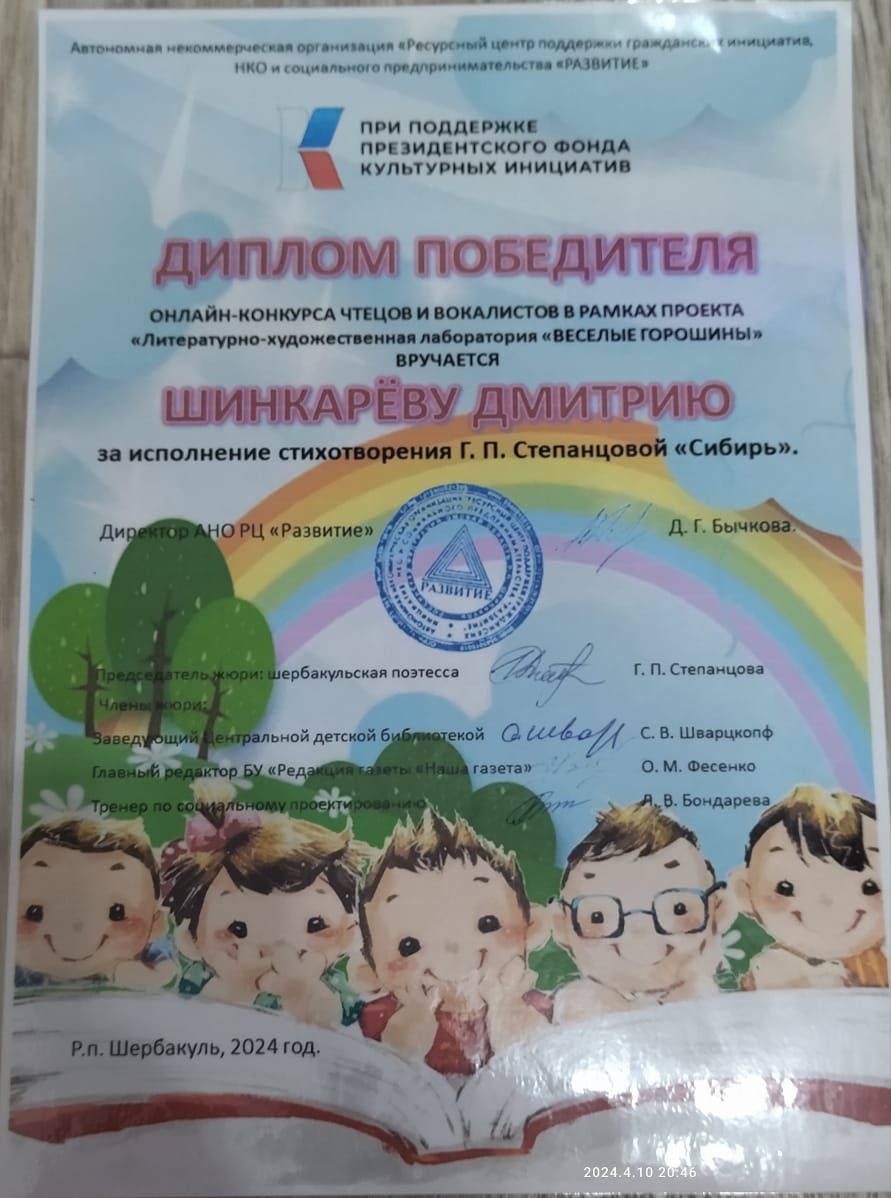 Автономная некоммерческая организация «Ресурсный центр поддержки гражданских инициатив,
НКО и социального предпринимательства «РАЗВИТИЕ»
ПРИ ПОДДЕРЖКЕ
ПРЕЗИДЕНТСКОГО ФОНДА
КУЛЬТУРНЫХ ИНИЦИАТИВ
ДИПЛОМ ПОБЕДИТЕЛЯ
ОНЛАЙН-КОНКУРСА ЧТЕЦОВ И ВОКАЛИСТОВ В РАМКАХ ПРОЕКТА
«Литературно-художественная лаборатория «ВЕСЕЛЫЕ ГОРОШИНЫ»
ВРУЧАЕТСЯ
ШИНКАРЁВУ ДМИТРИЮ
за исполнение стихотворения Г. П. Степанцовой «Сибирь».
Директор АНО РЦ «Развитие» Д. Г. Бычкова.
РАЗВИТИЕ
Председатель жюри: шербакульская поэтесса Г. П. Степанцова
Члены жюри:
Заведующий Центральной детской библиотекой С. В. Шварцкопф
Главный редактор БУ «Редакция газеты «Наша газета» О. М. Фесенко
Тренер по социальному проектированию В. Бондарева
Р.п. Шербакуль, 2024 год.
2024.4.10 20:46